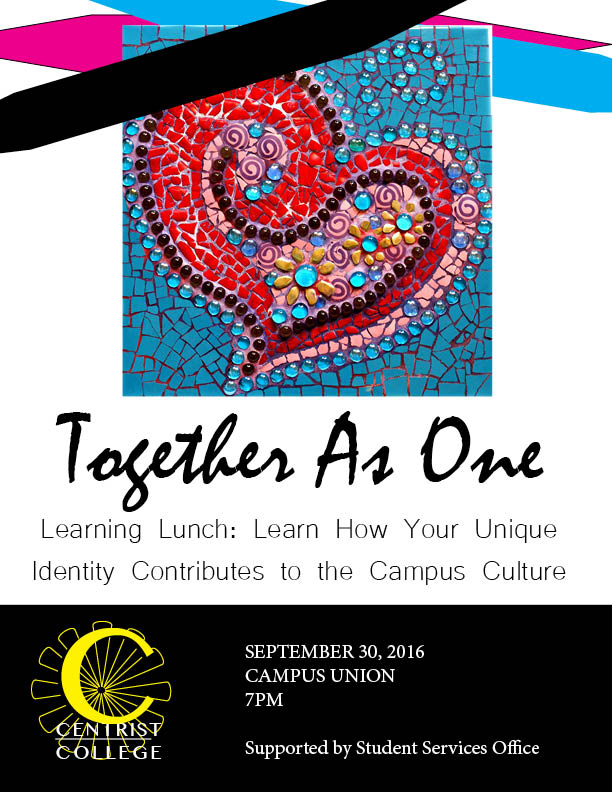 Together As One
Learning Lunch: Learn How Your Unique
Identity Contributes to the Campus Culture
C
CENTRIST
COLLEGE
SEPTEMBER 30, 2016
CAMPUS UNION
7PM
Supported by Student Services Office